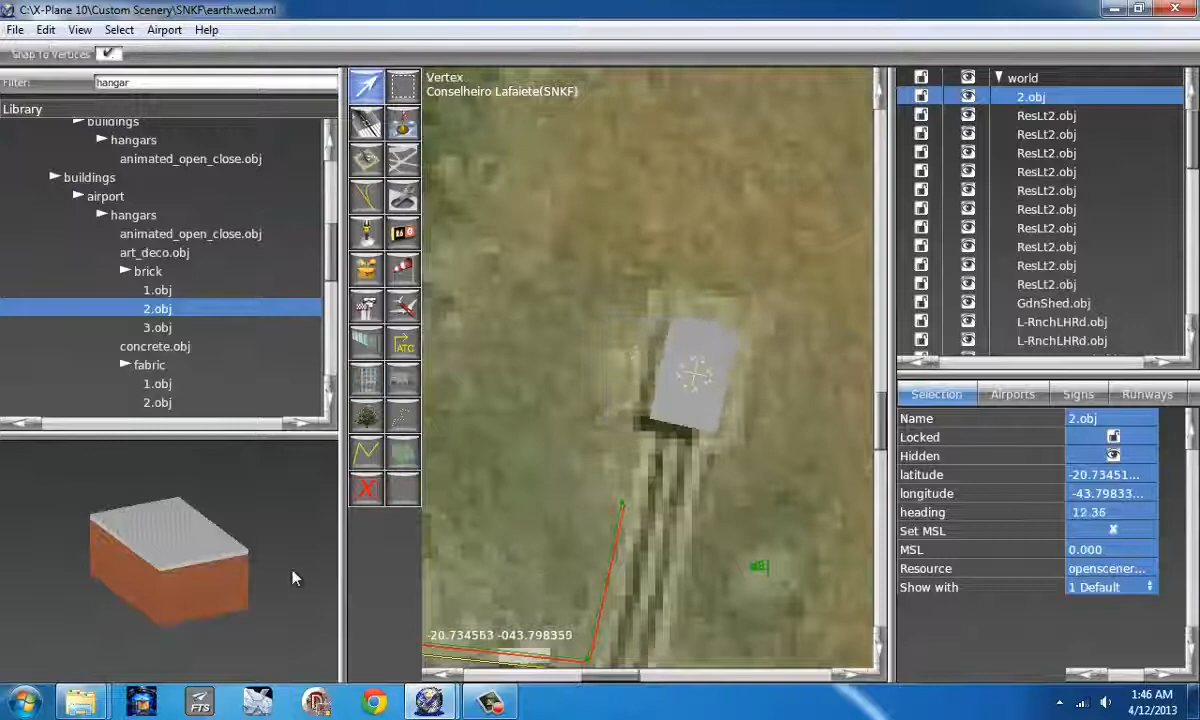 C:\X-Plane 10\Custom Scenery\SNKF\earth.wed.xml
File Edit View Select Airport Help
Snap To Vertices
Filter: hangar
Library
buildings
hangars
animated_open_close.obj
buildings
airport
hangars
animated_open_close.obj
art_deco.obj
brick
1.obj
2.obj
3.obj
concrete.obj
fabric
1.obj
2.obj
ATC
X
Vertex
Conselheiro Lafaiete(SNKF)
-20.734563 -043.798359
world
2.obj
ResLt2.obj
ResLt2.obj
ResLt2.obj
ResLt2.obj
ResLt2.obj
ResLt2.obj
ResLt2.obj
ResLt2.obj
ResLt2.obj
ResLt2.obj
GdnShed.obj
L-RnchLHRd.obj
L-RnchLHRd.obj
Selection Airports Signs Runways
Name 2.obj
Locked
Hidden
latitude -20.73451...
longitude -43.79833...
heading 12.36
Set MSL
MSL 0.000
Resource openscener...
Show with 1 Default
FTS
1:46 AM
4/12/2013